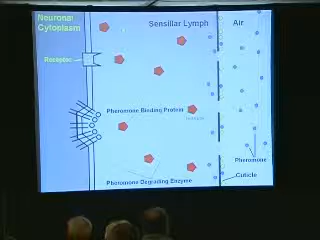 Neuronal
Cytoplasm
Sensillar Lymph
Air
Receptor
Pheromone Binding Protein
Pheromone
Pheromone Degrading Enzyme
Cuticle